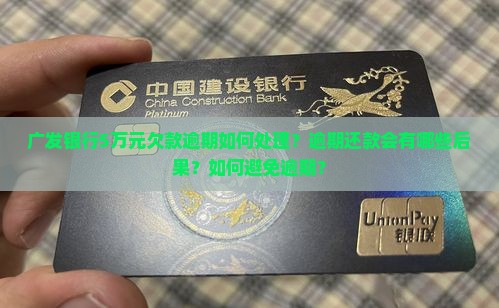 中国建设银行
China Construction Bank
Platinum
广发银行5万元欠款逾期如何处理？逾期还款会有哪些后
果？如何避免逾期？
UnionPay
银联